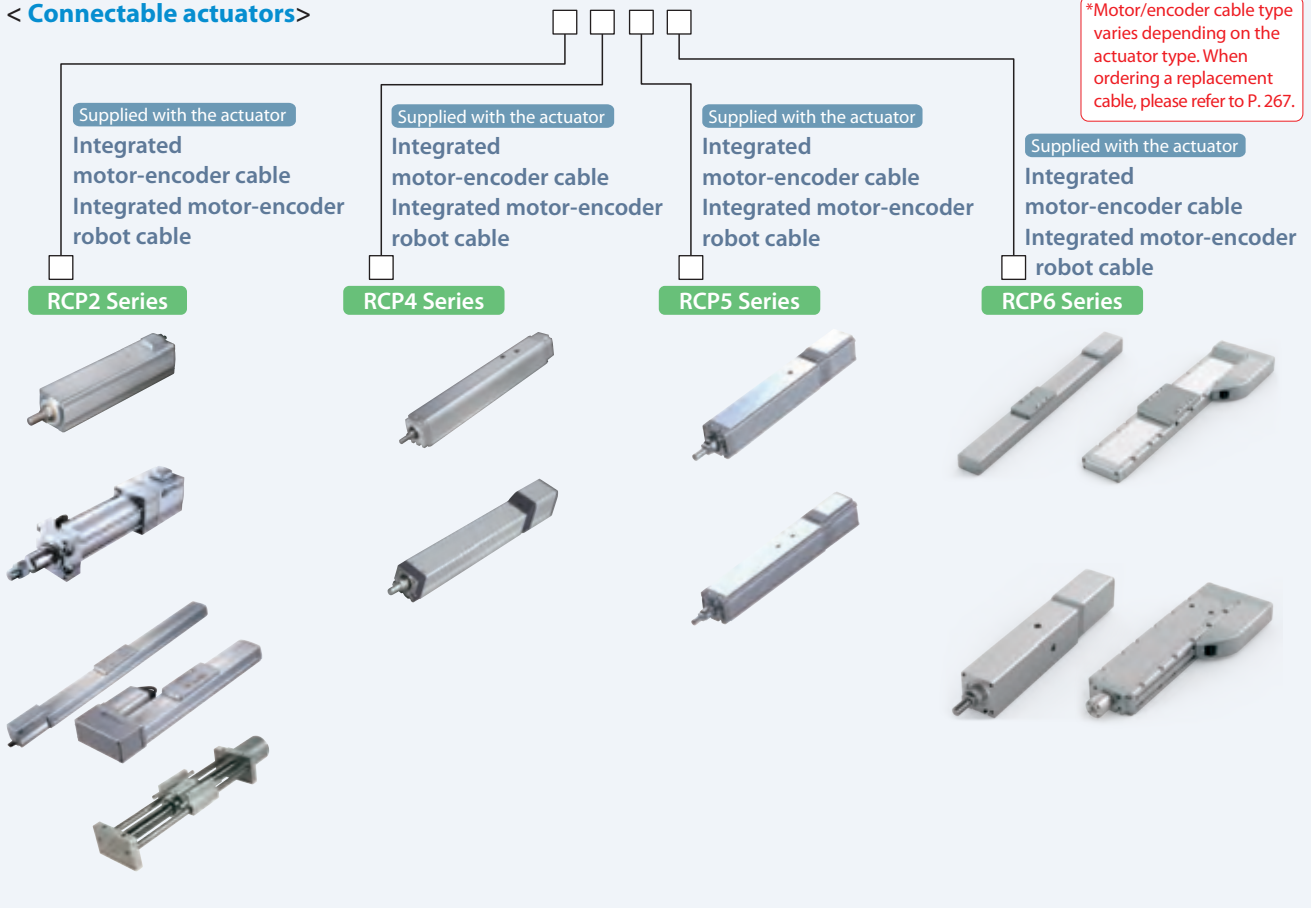 < Connectable actuators>
*Motor/encoder cable type
varies depending on the
actuator type. When
ordering a replacement
cable, please refer to P. 267.
Supplied with the actuator
Integrated
motor-encoder cable
Integrated motor-encoder
robot cable
RCP2 Series
Supplied with the actuator
Integrated
motor-encoder cable
Integrated motor-encoder
robot cable
RCP4 Series
Supplied with the actuator
Integrated
motor-encoder cable
Integrated motor-encoder
robot cable
RCP5 Series
Supplied with the actuator
Integrated
motor-encoder cable
Integrated motor-encoder
robot cable
RCP6 Series